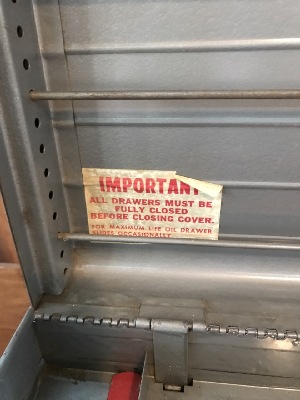 IMPORTANT
ALL DRAWERS MUST BE
FULLY CLOSED
BEFORE CLOSING COVER.
FOR MAXIMUM LIFE OIL DRAWER
SLIDES OCCASIONALLY